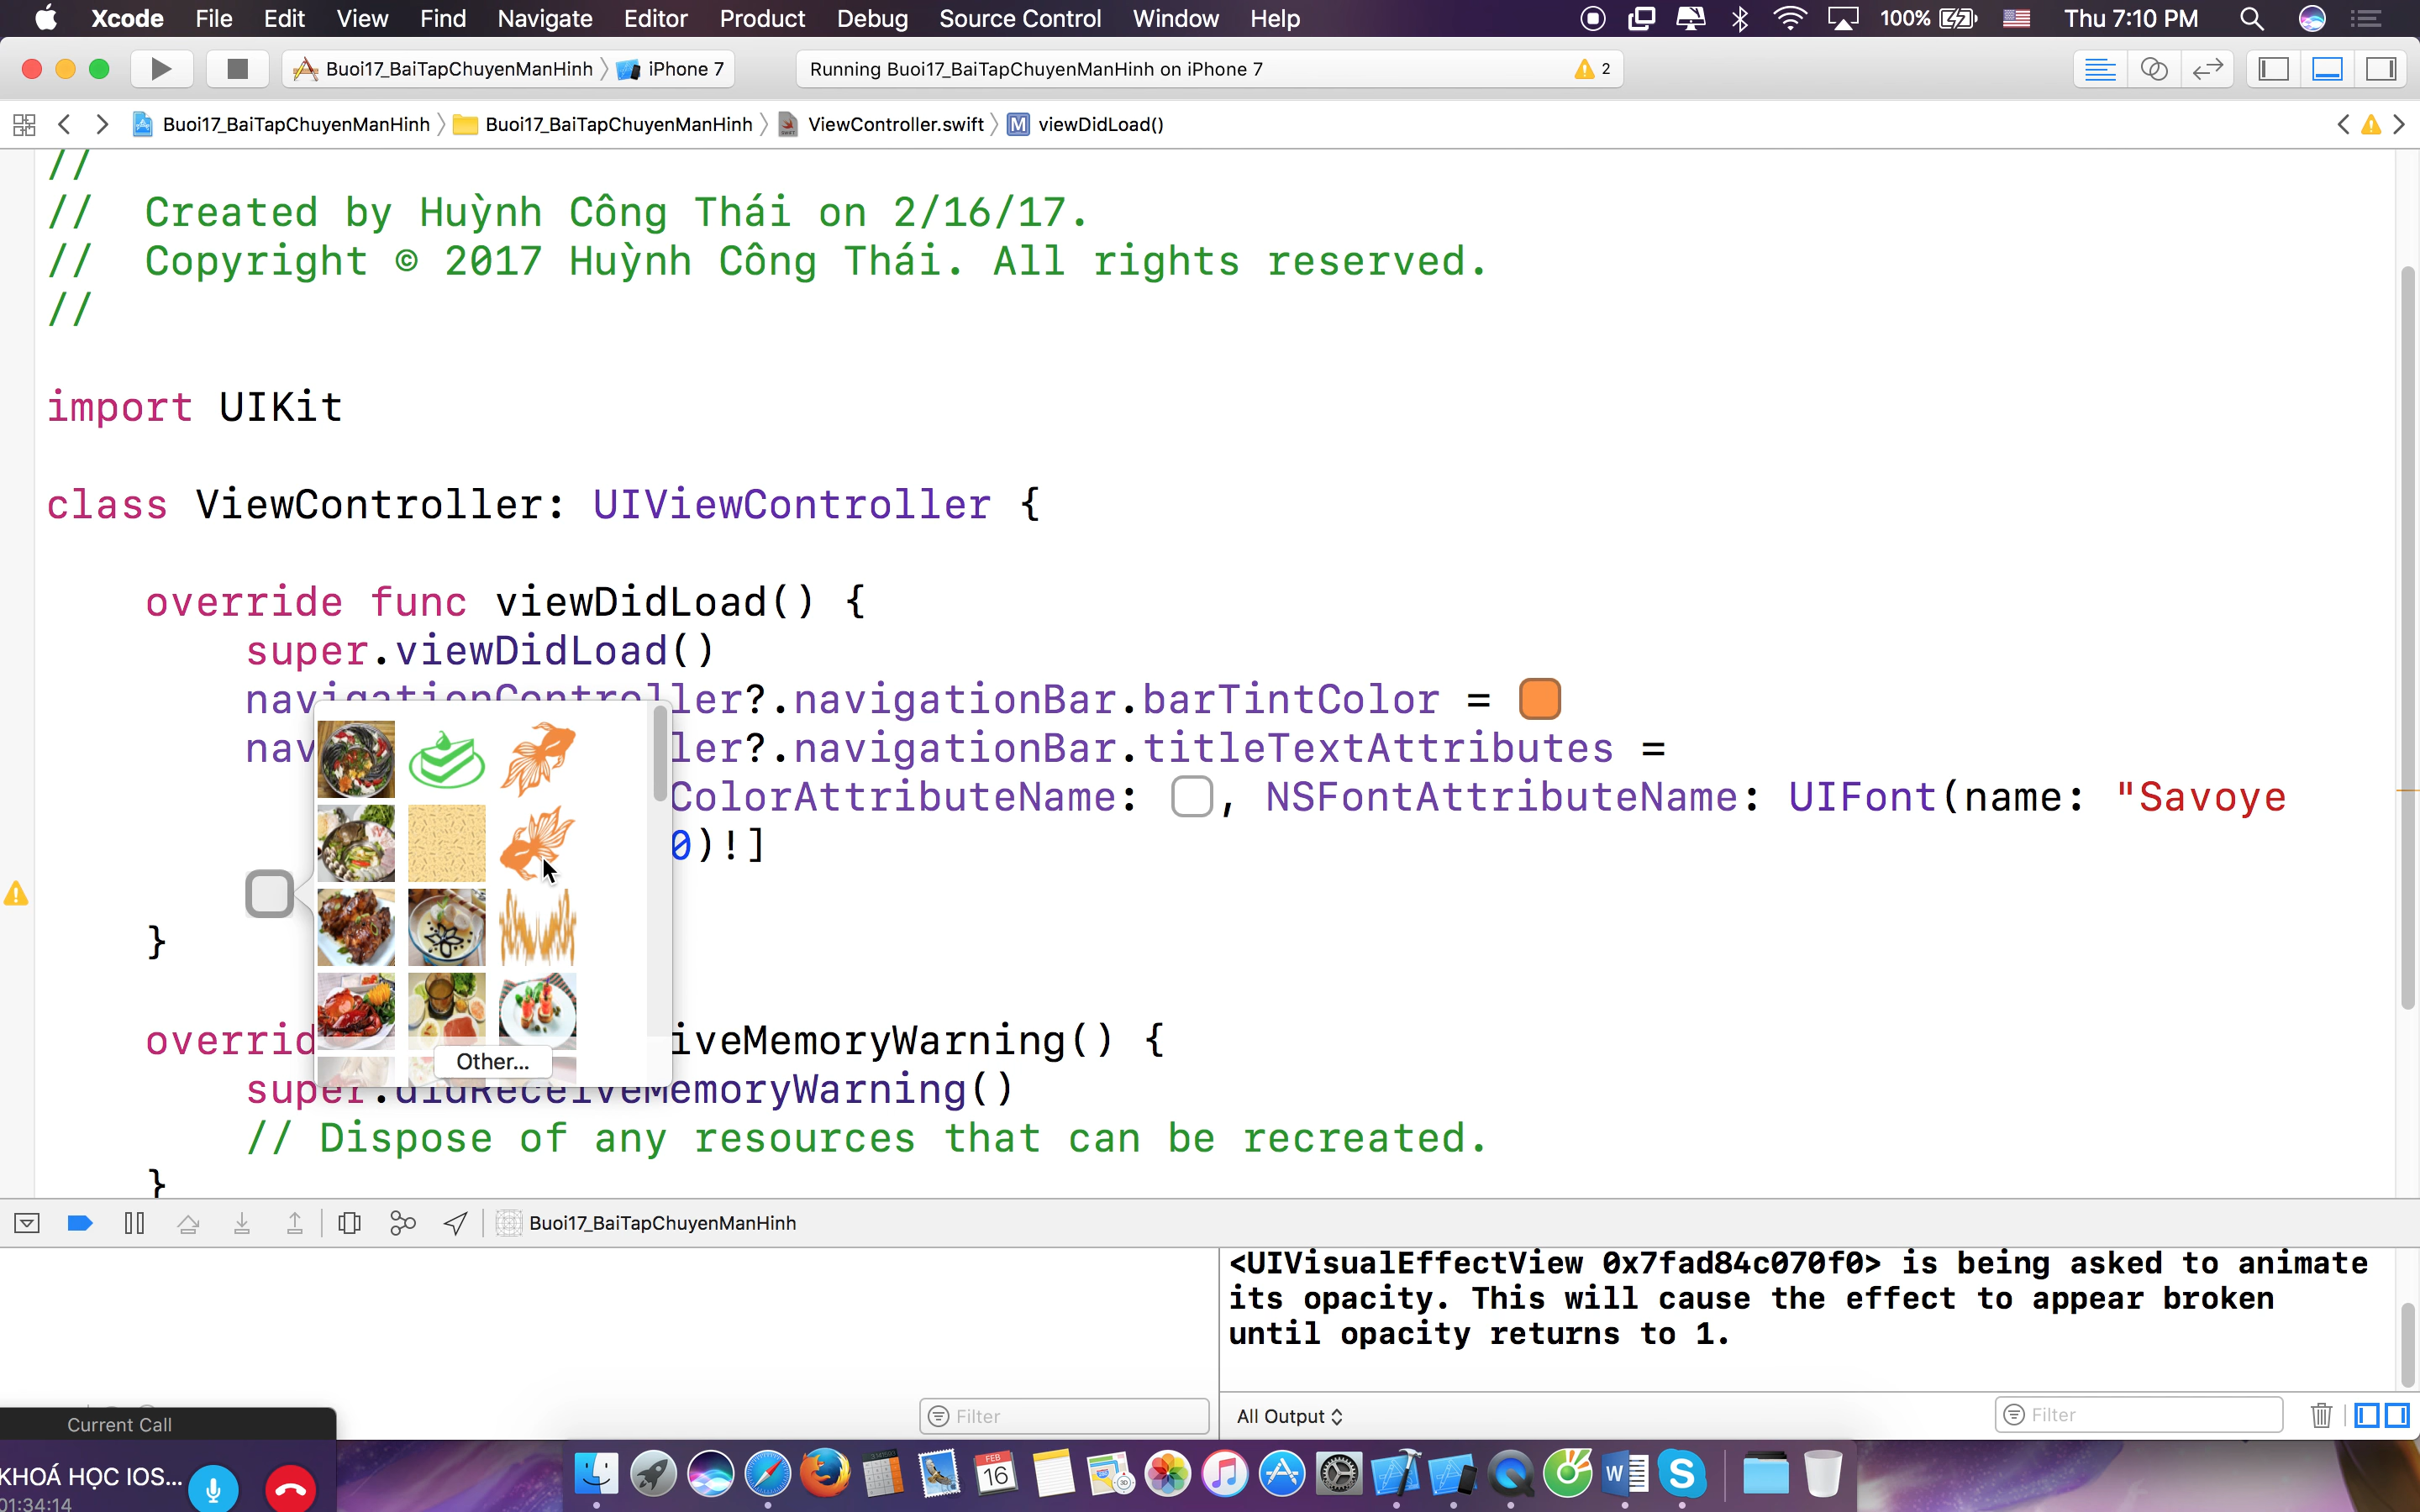 Xcode File Edit View Find Navigate Editor Product Debug Source Control Window Help 100% Thu 7:10 PM
Buoi17_BaiTapChuyenManHinh iPhone 7 Running Buoi17_BaiTapChuyenManHinh on iPhone 7 2
Buoi17_BaiTapChuyenManHinh Buoi17_BaiTapChuyenManHinh ViewController.swift M viewDidLoad()
//
// Created by Huỳnh Công Thái on 2/16/17.
// Copyright © 2017 Huỳnh Công Thái. All rights reserved.
//
import UIKit
class ViewController: UIViewController {
override func viewDidLoad() {
super.viewDidLoad()
navigationController?.navigationBar.barTintColor =
nav ler?.navigationBar.titleTextAttributes =
ColorAttributeName: , NSFontAttributeName: UIFont(name: "Savoye
0)!]
}
overrid iveMemoryWarning() {
Other...
super.didReceiveMemoryWarning()
// Dispose of any resources that can be recreated.
}
Buoi17_BaiTapChuyenManHinh
<UIVisualEffectView 0x7fad84c070f0> is being asked to animate
its opacity. This will cause the effect to appear broken
until opacity returns to 1.
Filter
All Output
Filter
Current Call
KHOÁ HỌC IOS...
01:34:14
FEB
16